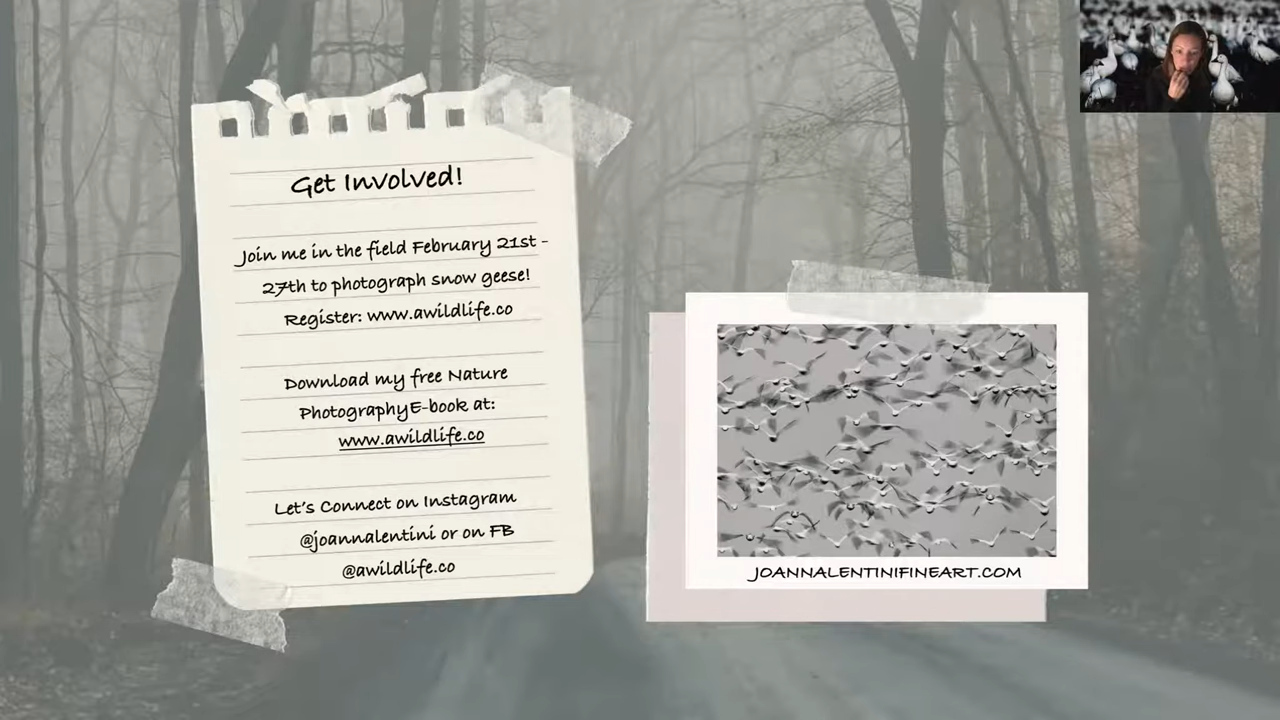 Get Involved!
Join me in the field February 21st -
27th to photograph snow geese!
Register: www.awildlife.co
Download my free Nature
PhotographyE-book at:
www.awildlife.co
Let's Connect on Instagram
@joannalentini or on FB
@awildlife.co
JOANNALENTINIFINEART.COM